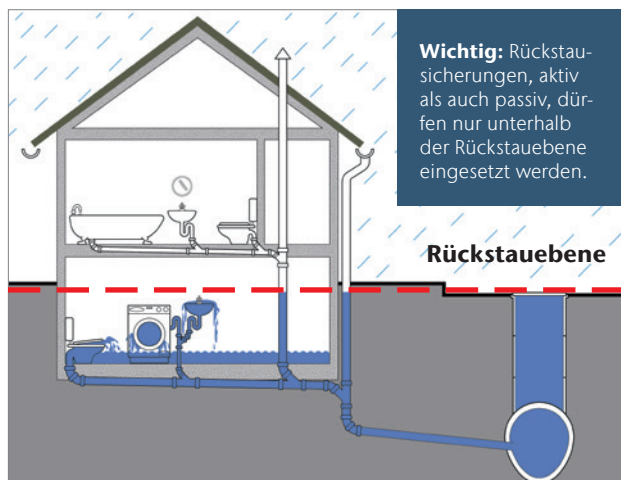 Wichtig: Rückstau-
sicherungen, aktiv
als auch passiv, dür-
fen nur unterhalb
der Rückstauebene
eingesetzt werden.
Rückstauebene